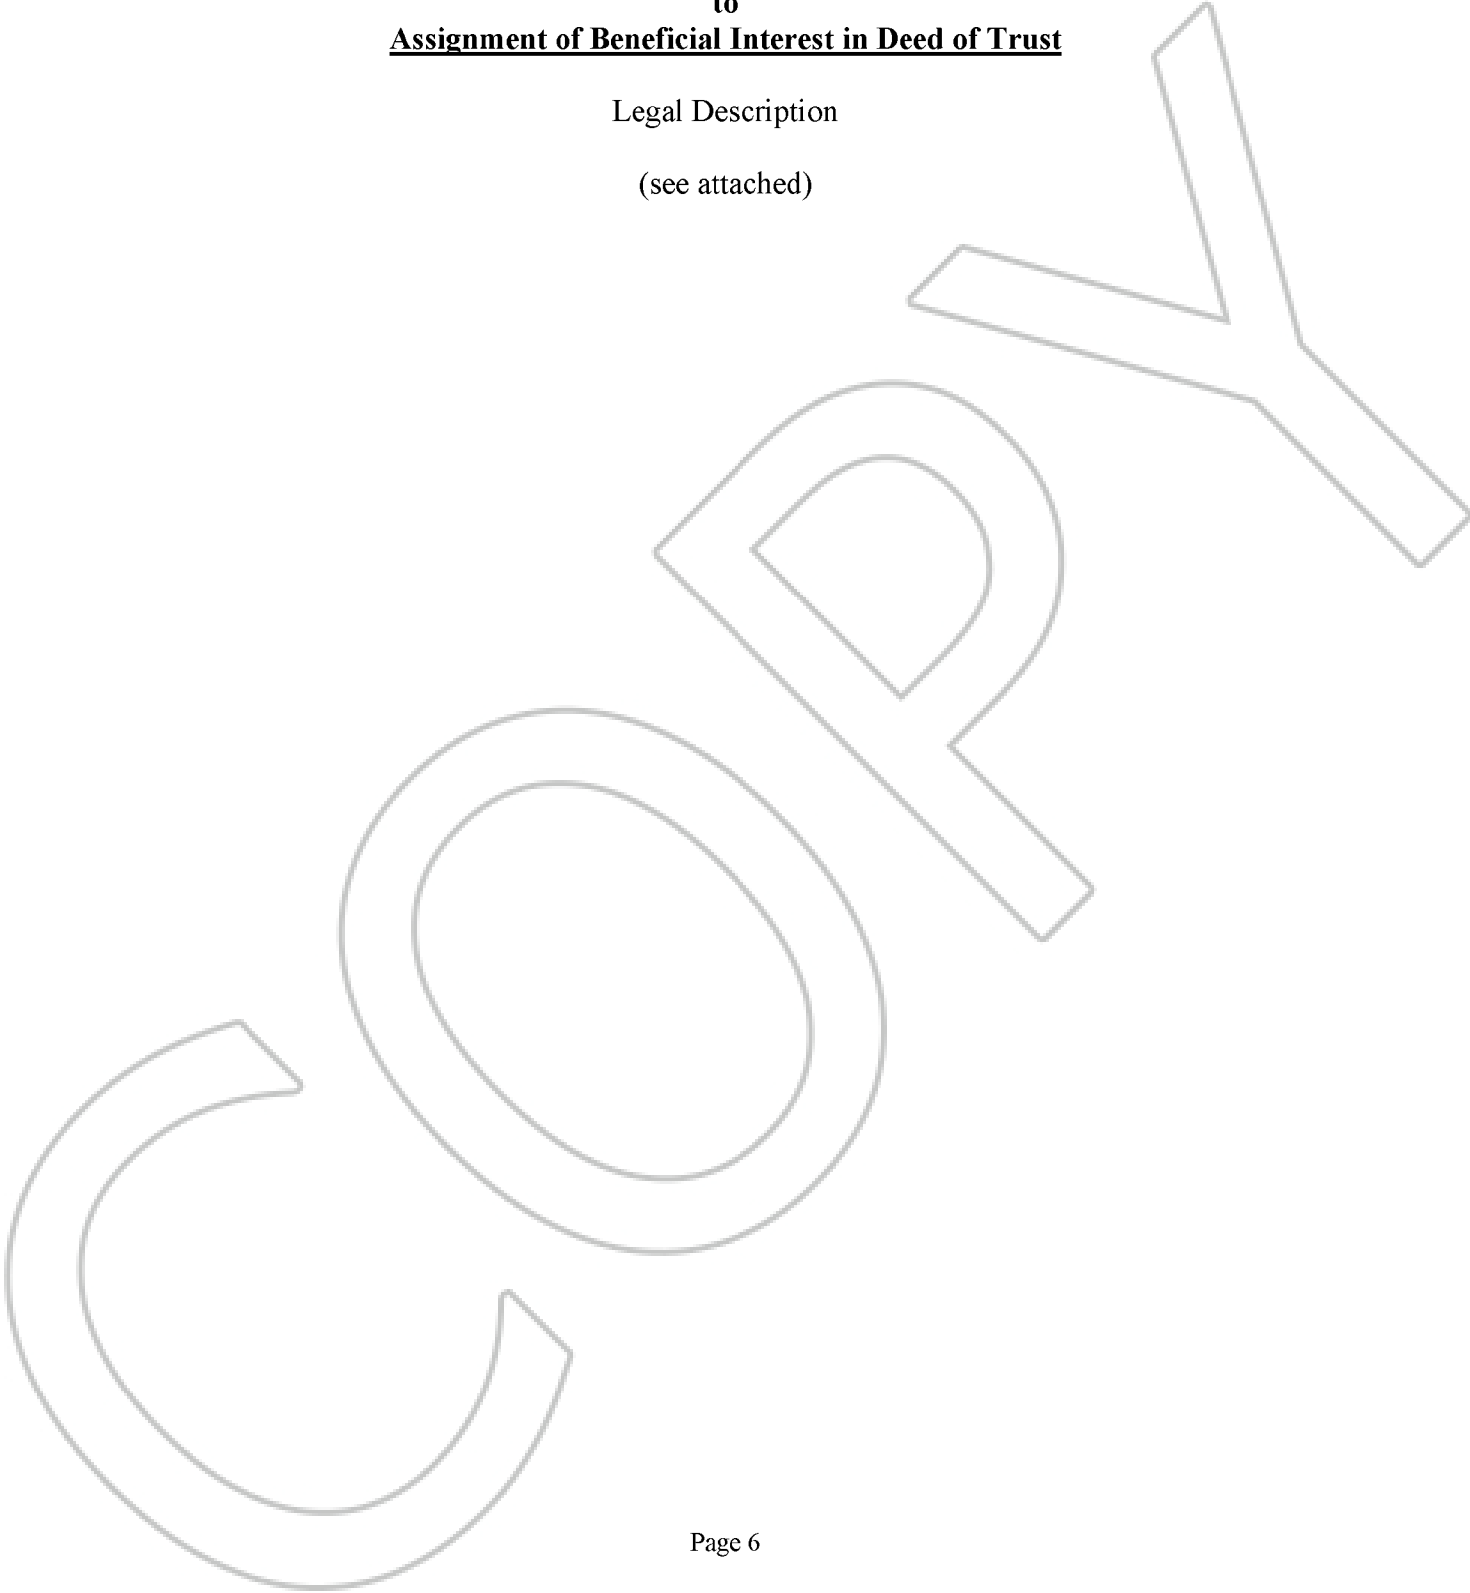 to
Assignment of Beneficial Interest in Deed of Trust
Legal Description
(see attached)
COPY
Page 6